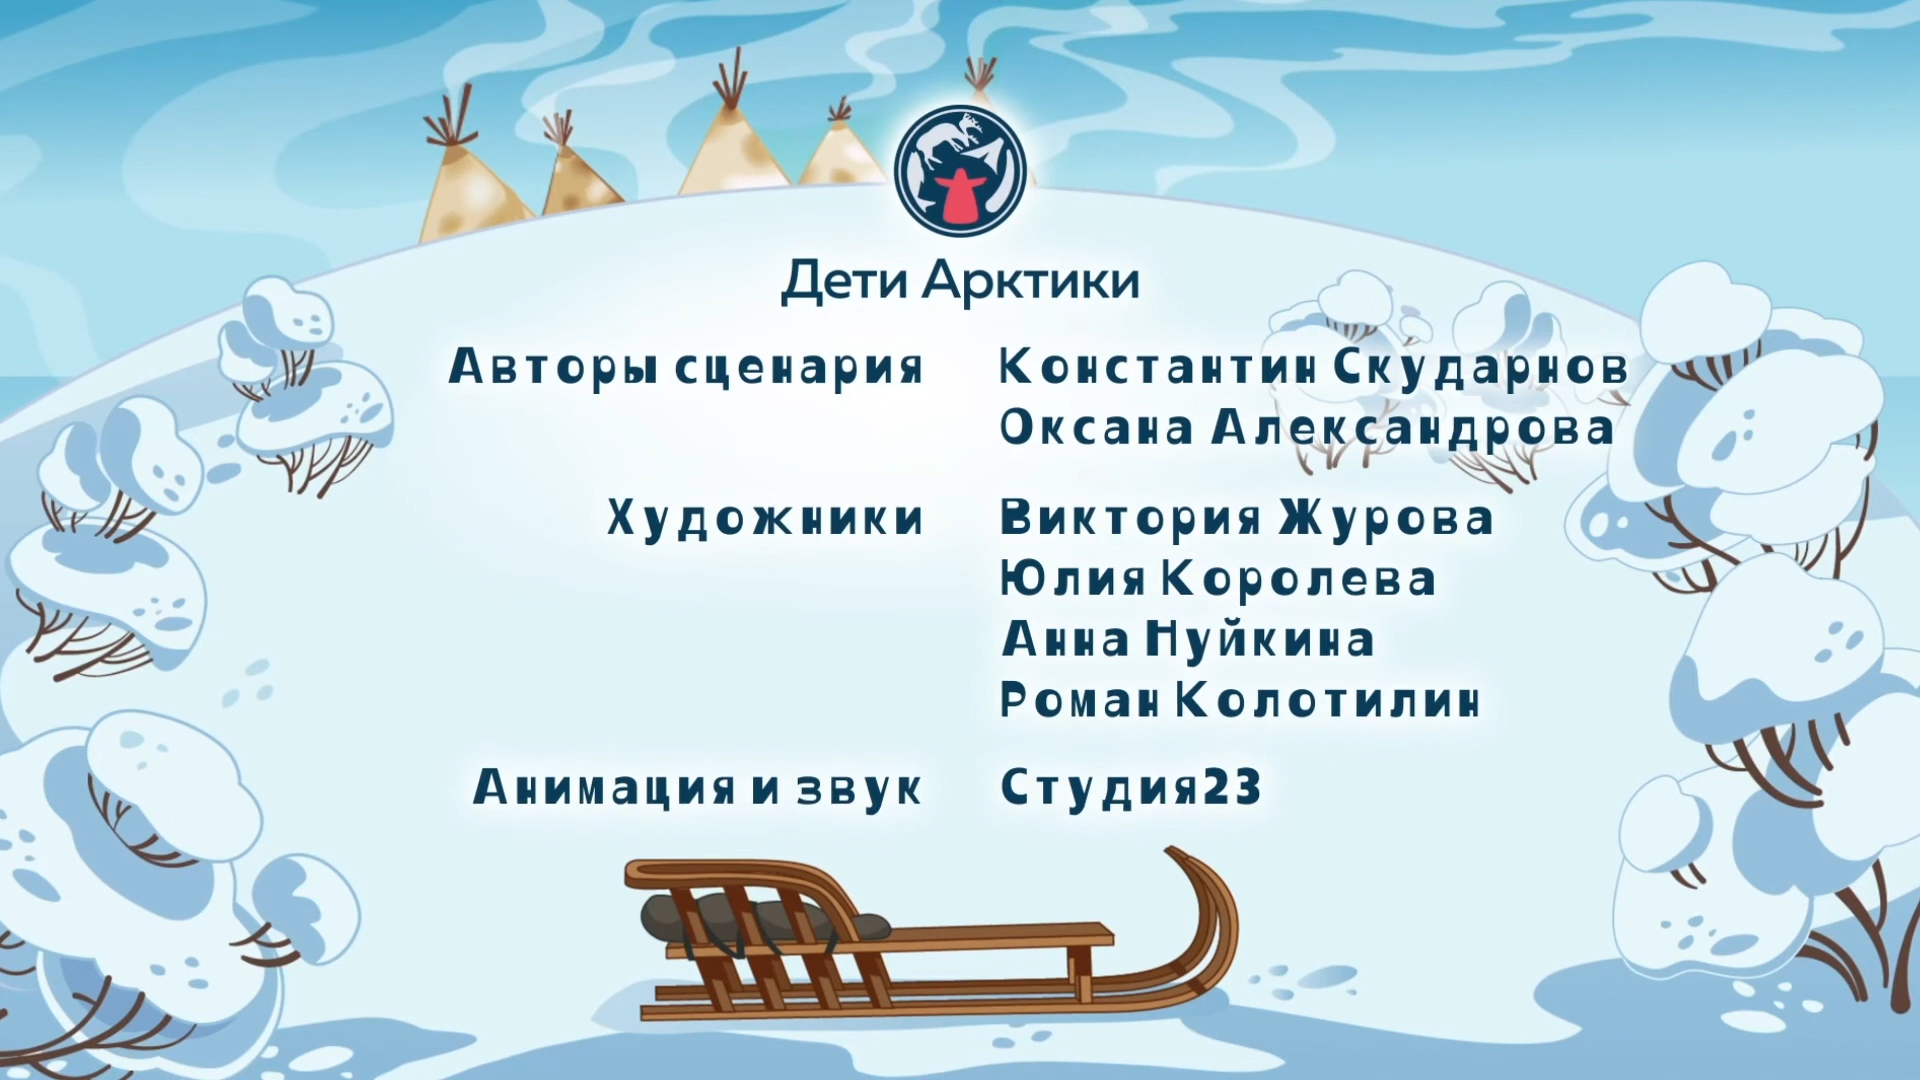 Дети Арктики
Авторы сценария Константин Скударнов
Оксана Александрова
Художники Виктория Журова
Юлия Королева
Анна Нуйкина
Роман Колотилин
Анимация и звук Студия23